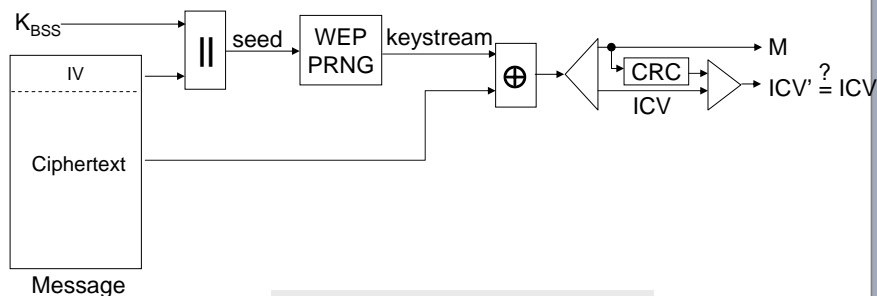 K_BSS
IV
Ciphertext
Message
||
seed
WEP
PRNG
keystream
⊕
M
CRC
ICV
ICV' ≟ ICV